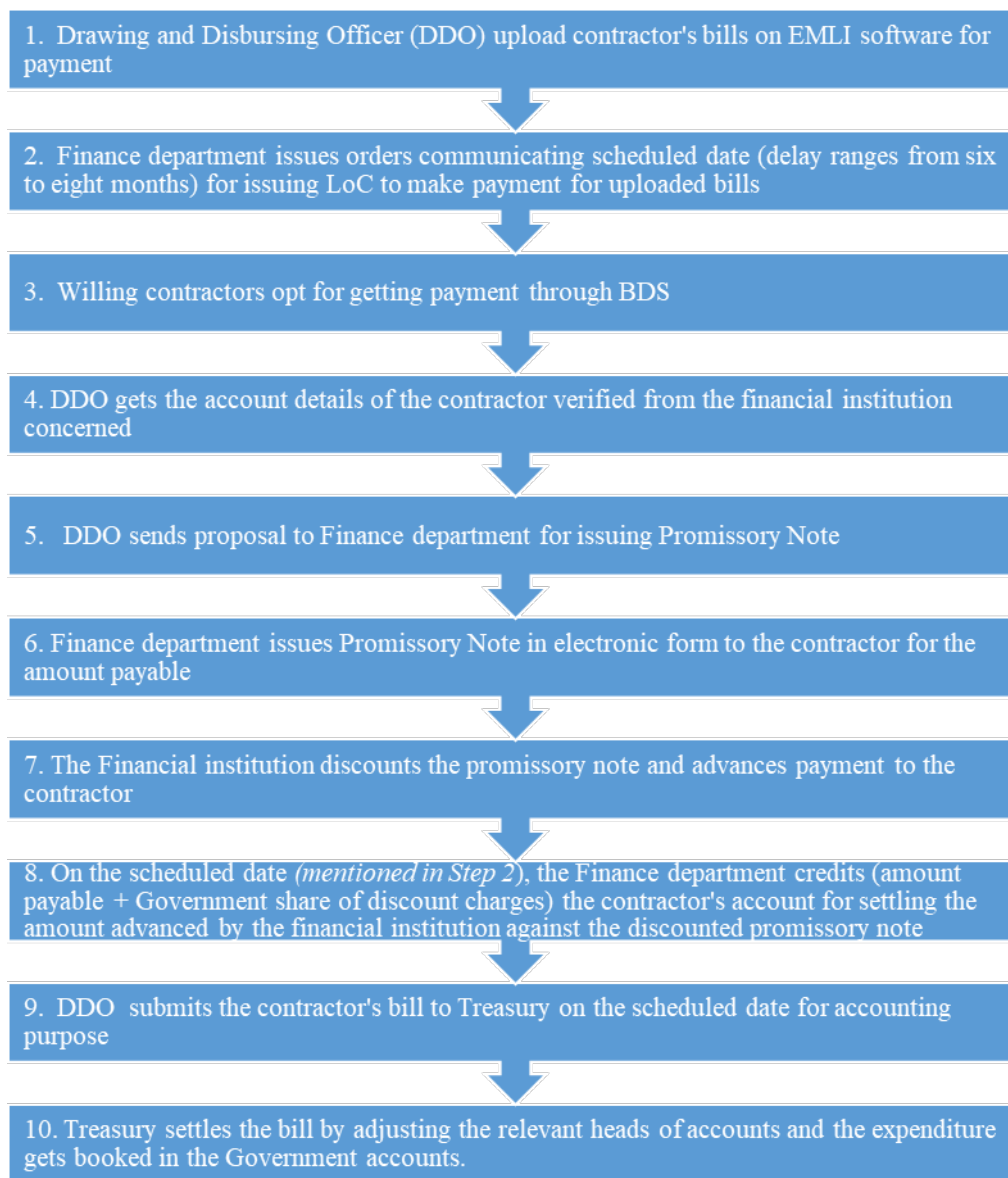 1. Drawing and Disbursing Officer (DDO) upload contractor's bills on EMLI software for
payment
2. Finance department issues orders communicating scheduled date (delay ranges from six
to eight months) for issuing LoC to make payment for uploaded bills
3. Willing contractors opt for getting payment through BDS
4. DDO gets the account details of the contractor verified from the financial institution
concerned
5. DDO sends proposal to Finance department for issuing Promissory Note
6. Finance department issues Promissory Note in electronic form to the contractor for the
amount payable
7. The Financial institution discounts the promissory note and advances payment to the
contractor
8. On the scheduled date (mentioned in Step 2), the Finance department credits (amount
payable + Government share of discount charges) the contractor's account for settling the
amount advanced by the financial institution against the discounted promissory note
9. DDO submits the contractor's bill to Treasury on the scheduled date for accounting
purpose
10. Treasury settles the bill by adjusting the relevant heads of accounts and the expenditure
gets booked in the Government accounts.